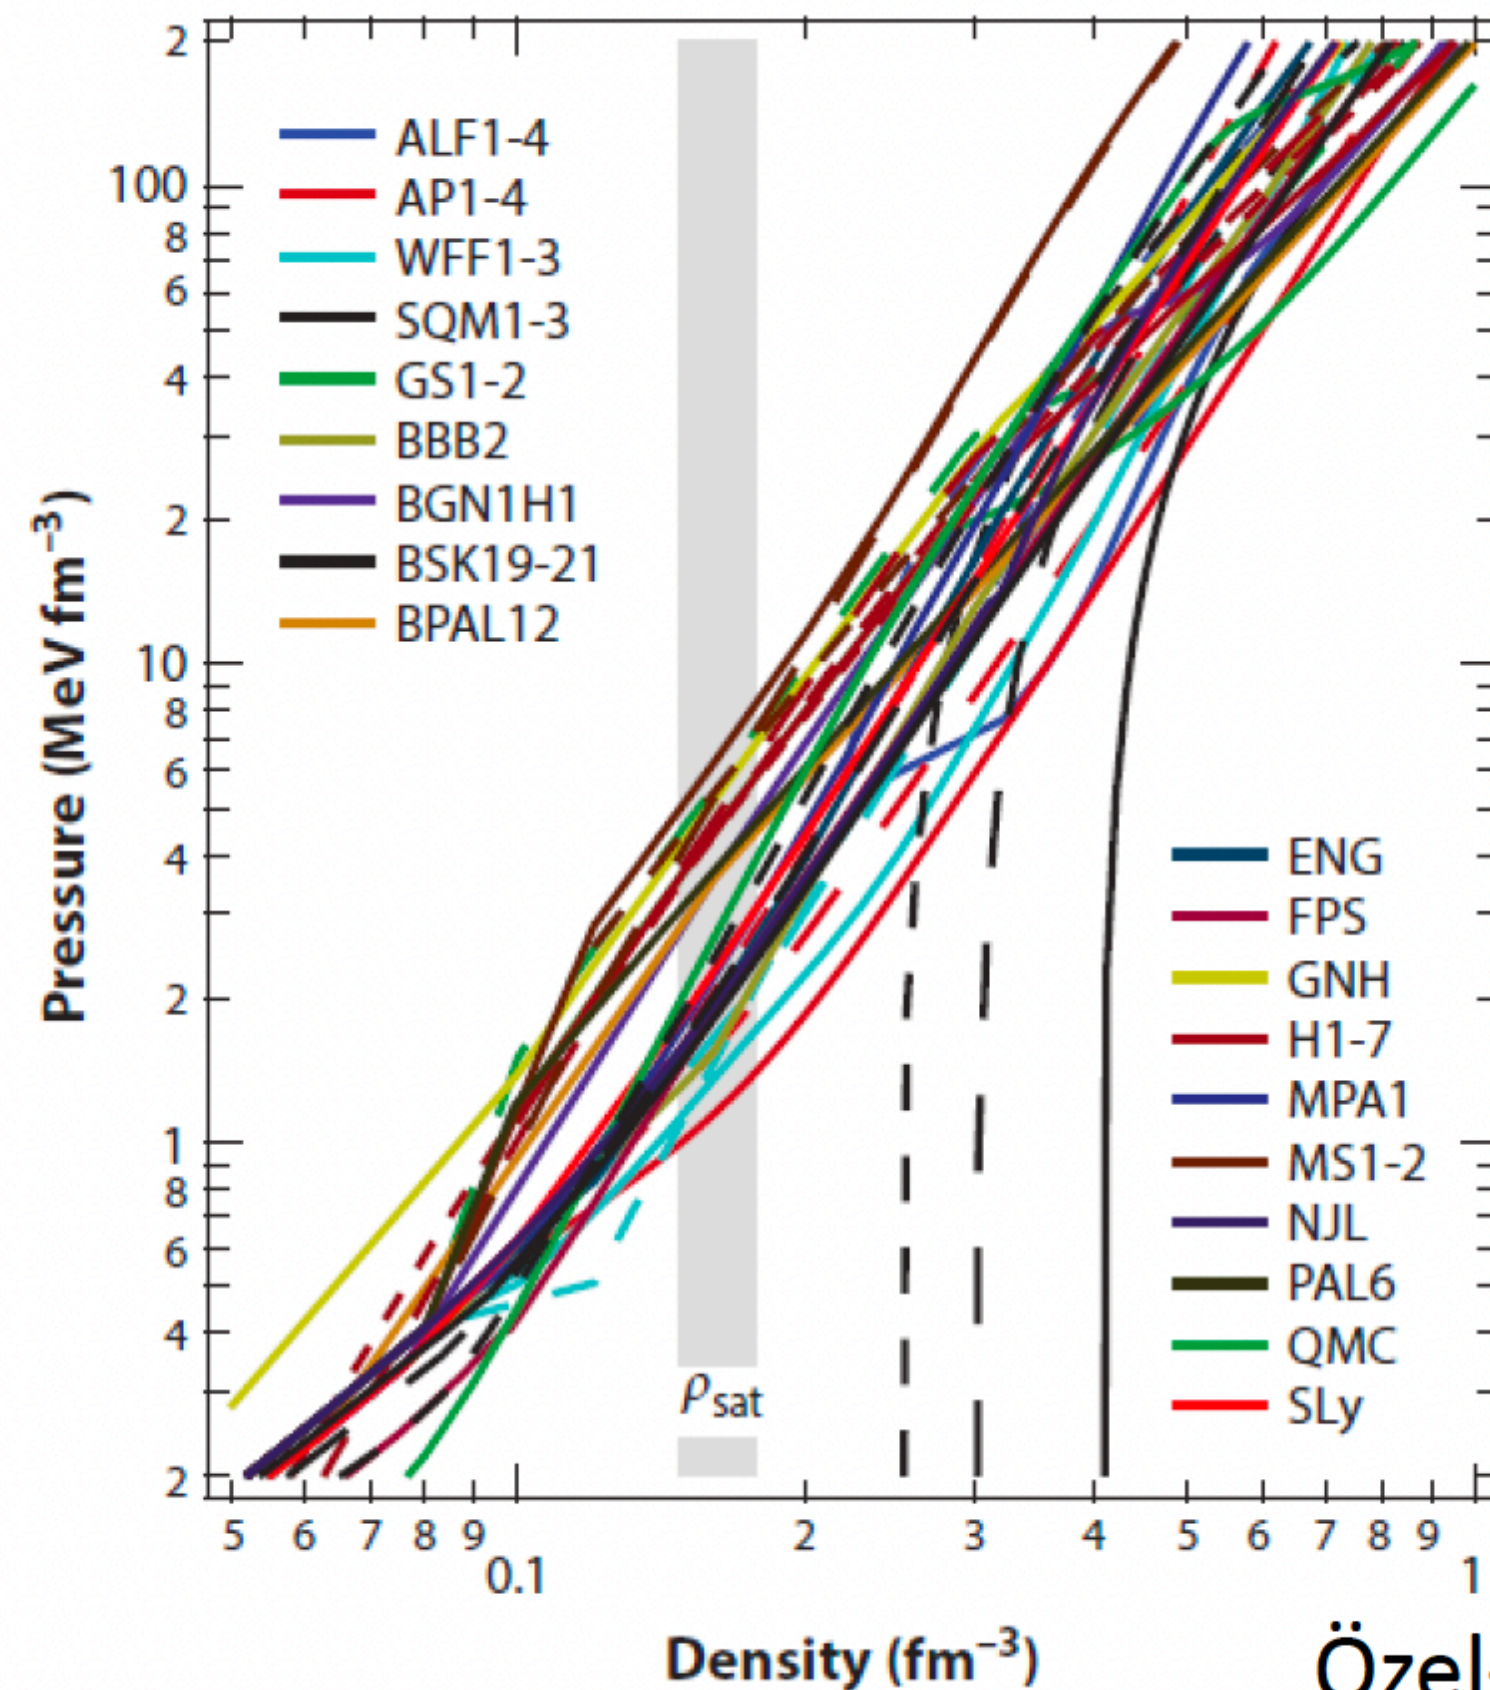 2
100
8
6
4
2
10
8
6
4
2
1
8
6
4
2
Pressure (MeV fm⁻³)
ALF1-4
AP1-4
WFF1-3
SQM1-3
GS1-2
BBB2
BGN1H1
BSK19-21
BPAL12
ENG
FPS
GNH
H1-7
MPA1
MS1-2
NJL
PAL6
QMC
SLy
ρsat
5 6 7 8 9 2 3 4 5 6 7 8 9
0.1 1
Density (fm⁻³)
Özel